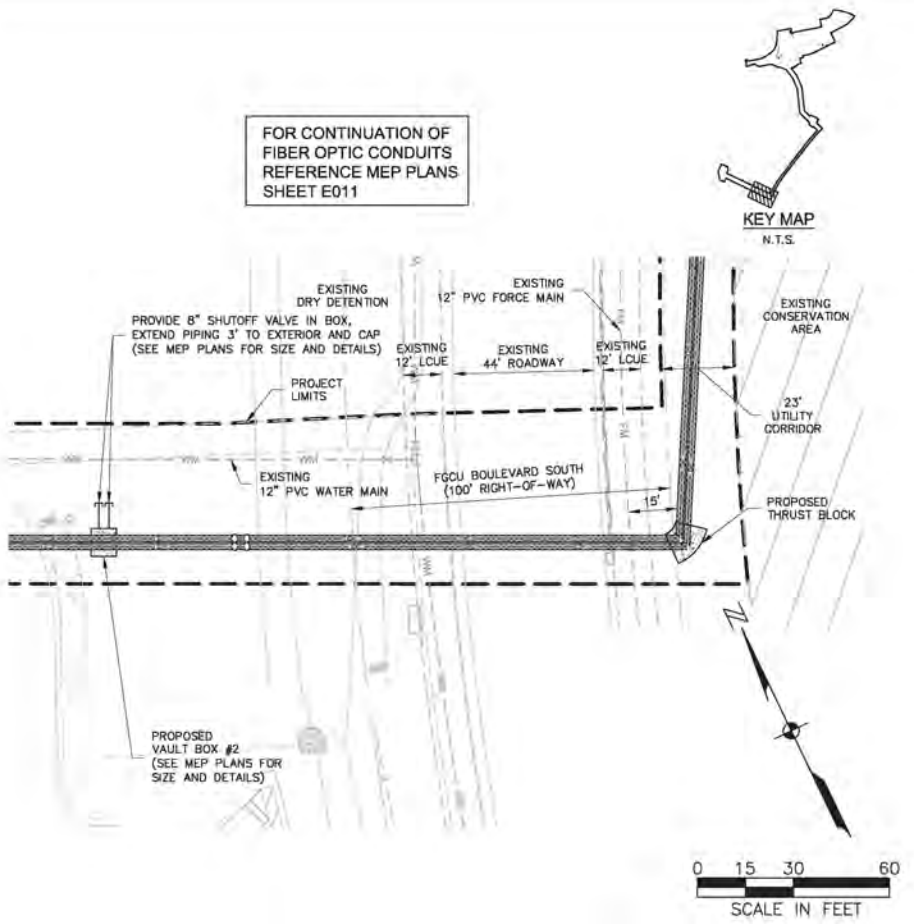 FOR CONTINUATION OF
FIBER OPTIC CONDUITS
REFERENCE MEP PLANS
SHEET E011
KEY MAP
N.T.S.
EXISTING
DRY DETENTION
EXISTING
12" PVC FORCE MAIN
EXISTING
CONSERVATION
AREA
PROVIDE 8" SHUTOFF VALVE IN BOX,
EXTEND PIPING 3' TO EXTERIOR AND CAP
(SEE MEP PLANS FOR SIZE AND DETAILS)
EXISTING
12' LCUE
EXISTING
44' ROADWAY
EXISTING
12' LCUE
PROJECT
LIMITS
23'
UTILITY
CORRIDOR
FM
FM
EXISTING
12" PVC WATER MAIN
FGCU BOULEVARD SOUTH
(100' RIGHT-OF-WAY)
15'
PROPOSED
THRUST BLOCK
N
PROPOSED
VAULT BOX #2
(SEE MEP PLANS FOR
SIZE AND DETAILS)
0 15 30 60
SCALE IN FEET